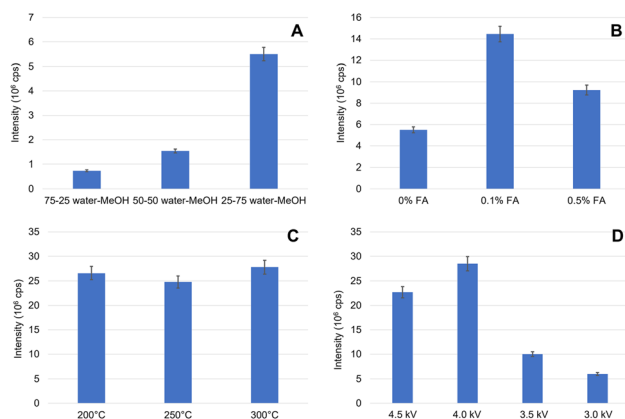 A
Intensity (10⁶ cps)
7
6
5
4
3
2
1
0
75-25 water-MeOH 50-50 water-MeOH 25-75 water-MeOH
B
Intensity (10⁶ cps)
16
14
12
10
8
6
4
2
0
0% FA 0.1% FA 0.5% FA
C
Intensity (10⁶ cps)
35
30
25
20
15
10
5
0
200°C 250°C 300°C
D
Intensity (10⁶ cps)
35
30
25
20
15
10
5
0
4.5 kV 4.0 kV 3.5 kV 3.0 kV